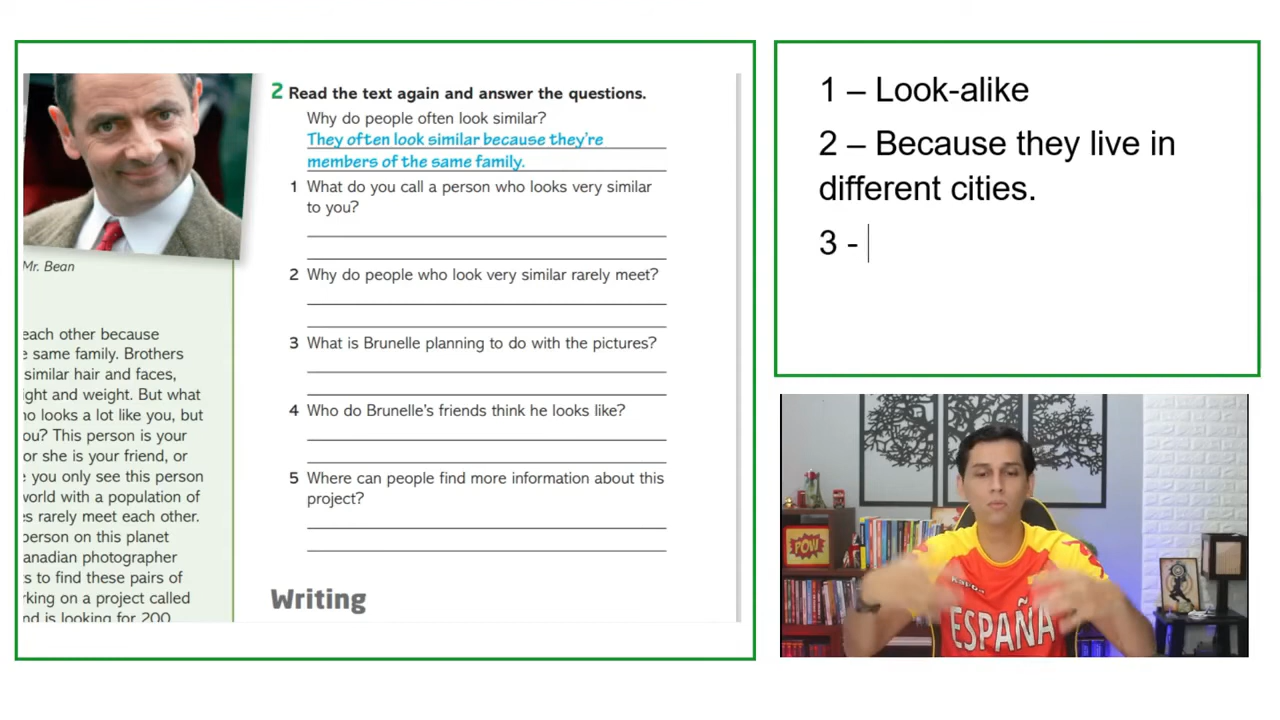 2 Read the text again and answer the questions.
Why do people often look similar?
They often look similar because they're
members of the same family.
1 What do you call a person who looks very similar
to you?
2 Why do people who look very similar rarely meet?
3 What is Brunelle planning to do with the pictures?
4 Who do Brunelle's friends think he looks like?
5 Where can people find more information about this
project?
Writing
Mr. Bean
each other because
same family. Brothers
similar hair and faces,
ght and weight. But what
looks a lot like you, but
ou? This person is your
or she is your friend, or
you only see this person
world with a population of
s rarely meet each other.
person on this planet
anadian photographer
s to find these pairs of
rking on a project called
nd is looking for 200
1 – Look-alike
2 – Because they live in
different cities.
3 -
POW
Kappa
ESPAÑA